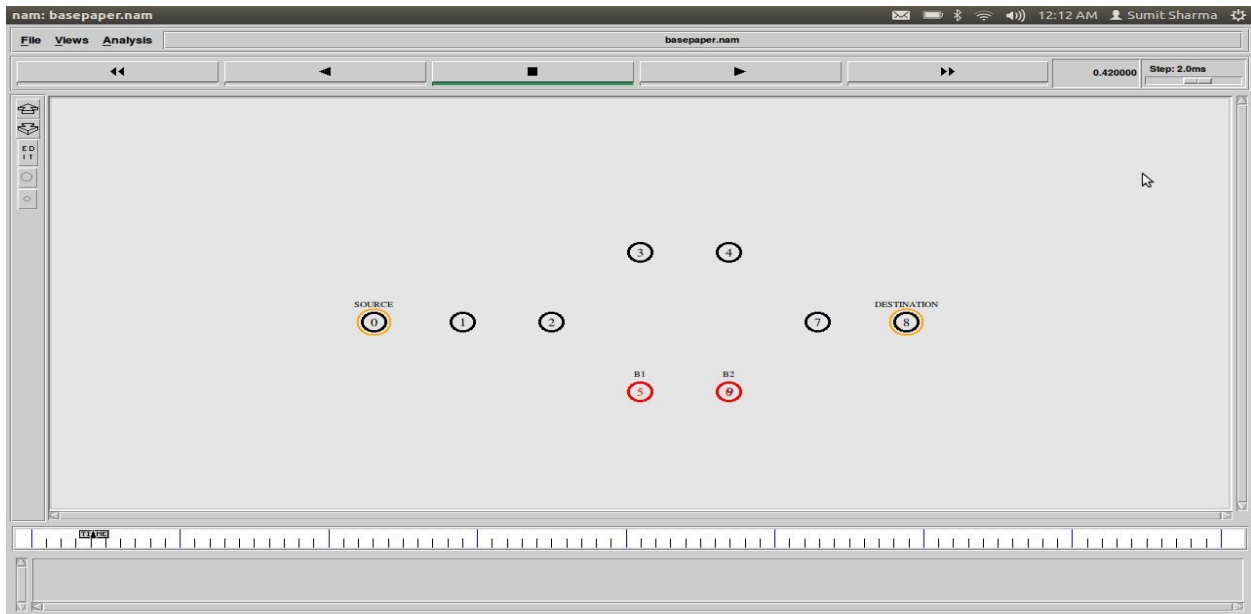 nam: basepaper.nam 12:12 AM Sumit Sharma
File Views Analysis basepaper.nam
0.420000 Step: 2.0ms
ED
IT
3 4
SOURCE DESTINATION
0 1 2 7 8
B1 B2
5
TIME